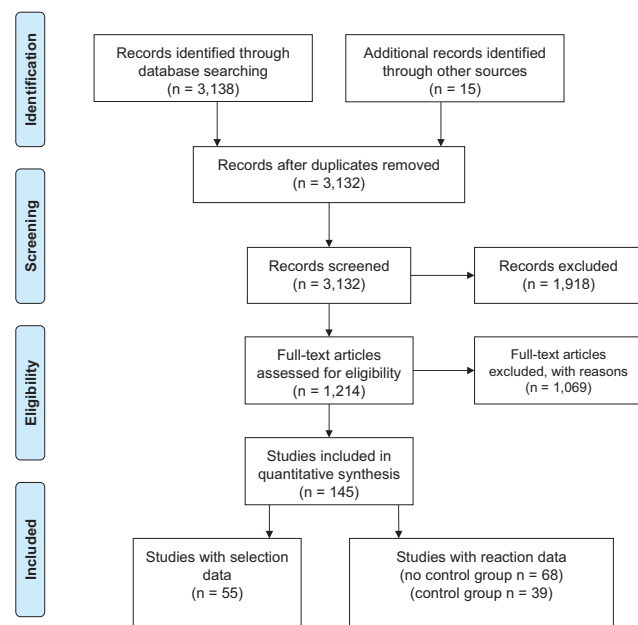 Identification
Records identified through
database searching
(n = 3,138)
Additional records identified
through other sources
(n = 15)
Records after duplicates removed
(n = 3,132)
Screening
Records screened
(n = 3,132)
Records excluded
(n = 1,918)
Eligibility
Full-text articles
assessed for eligibility
(n = 1,214)
Full-text articles
excluded, with reasons
(n = 1,069)
Studies included in
quantitative synthesis
(n = 145)
Included
Studies with selection
data
(n = 55)
Studies with reaction data
(no control group n = 68)
(control group n = 39)